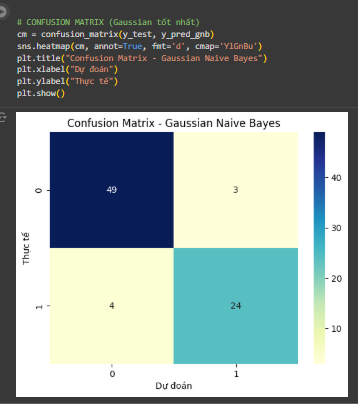 # CONFUSION MATRIX (Gaussian tốt nhất)
cm = confusion_matrix(y_test, y_pred_gnb)
sns.heatmap(cm, annot=True, fmt='d', cmap='YlGnBu')
plt.title("Confusion Matrix - Gaussian Naive Bayes")
plt.xlabel("Dự đoán")
plt.ylabel("Thực tế")
plt.show()
Confusion Matrix - Gaussian Naive Bayes
Thực tế
0
49
3
1
4
24
0
1
Dự đoán
40
30
20
10